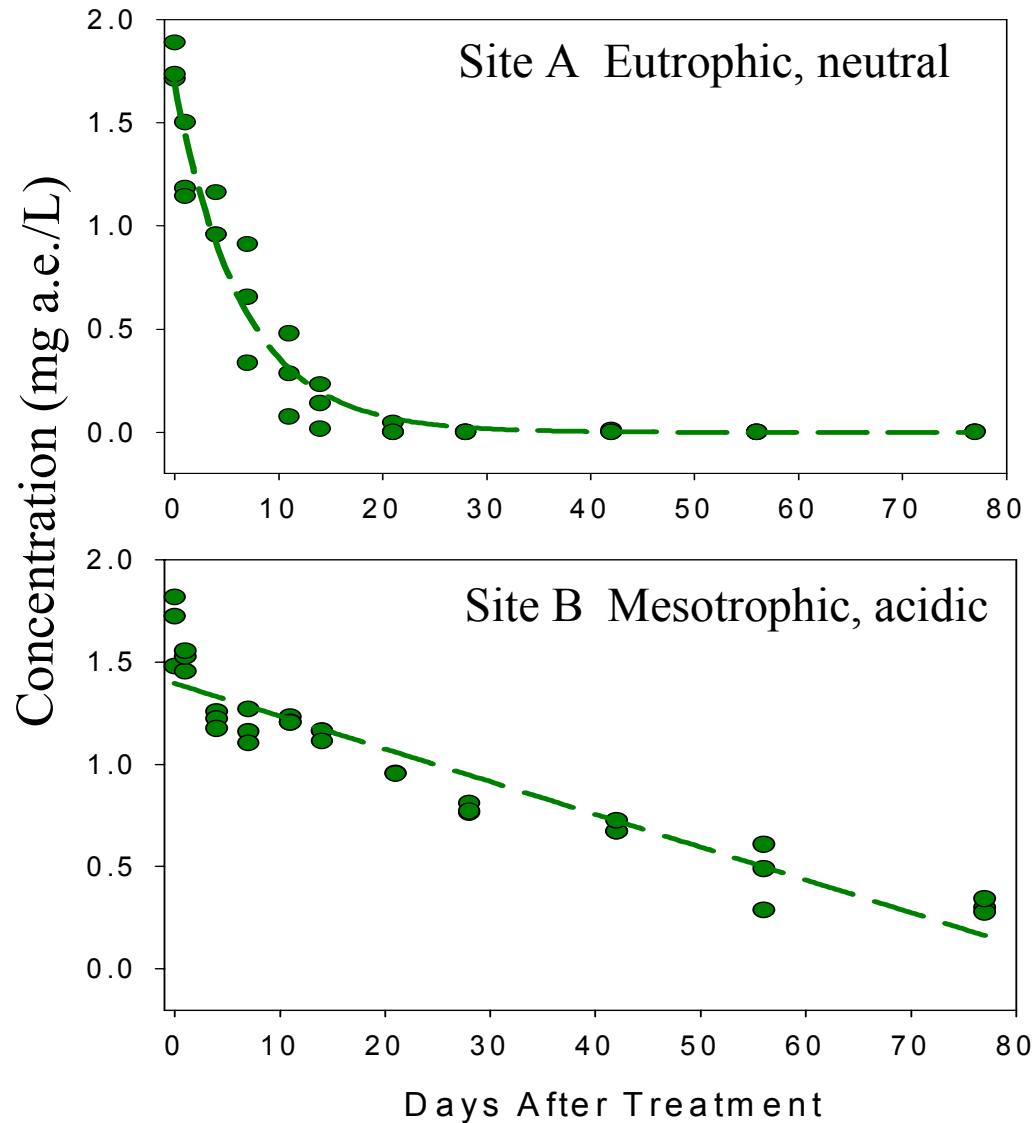 Concentration (mg a.e./L)
Site A Eutrophic, neutral
2.0
1.5
1.0
0.5
0.0
0 10 20 30 40 50 60 70 80
Site B Mesotrophic, acidic
2.0
1.5
1.0
0.5
0.0
0 10 20 30 40 50 60 70 80
Days After Treatment